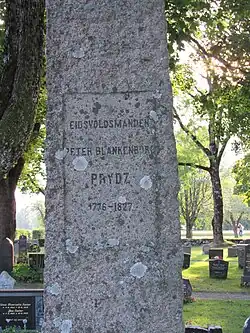 EIDSVOLDSMANDEN
PETER BLANKENBORG
PRYDZ
1776-1827